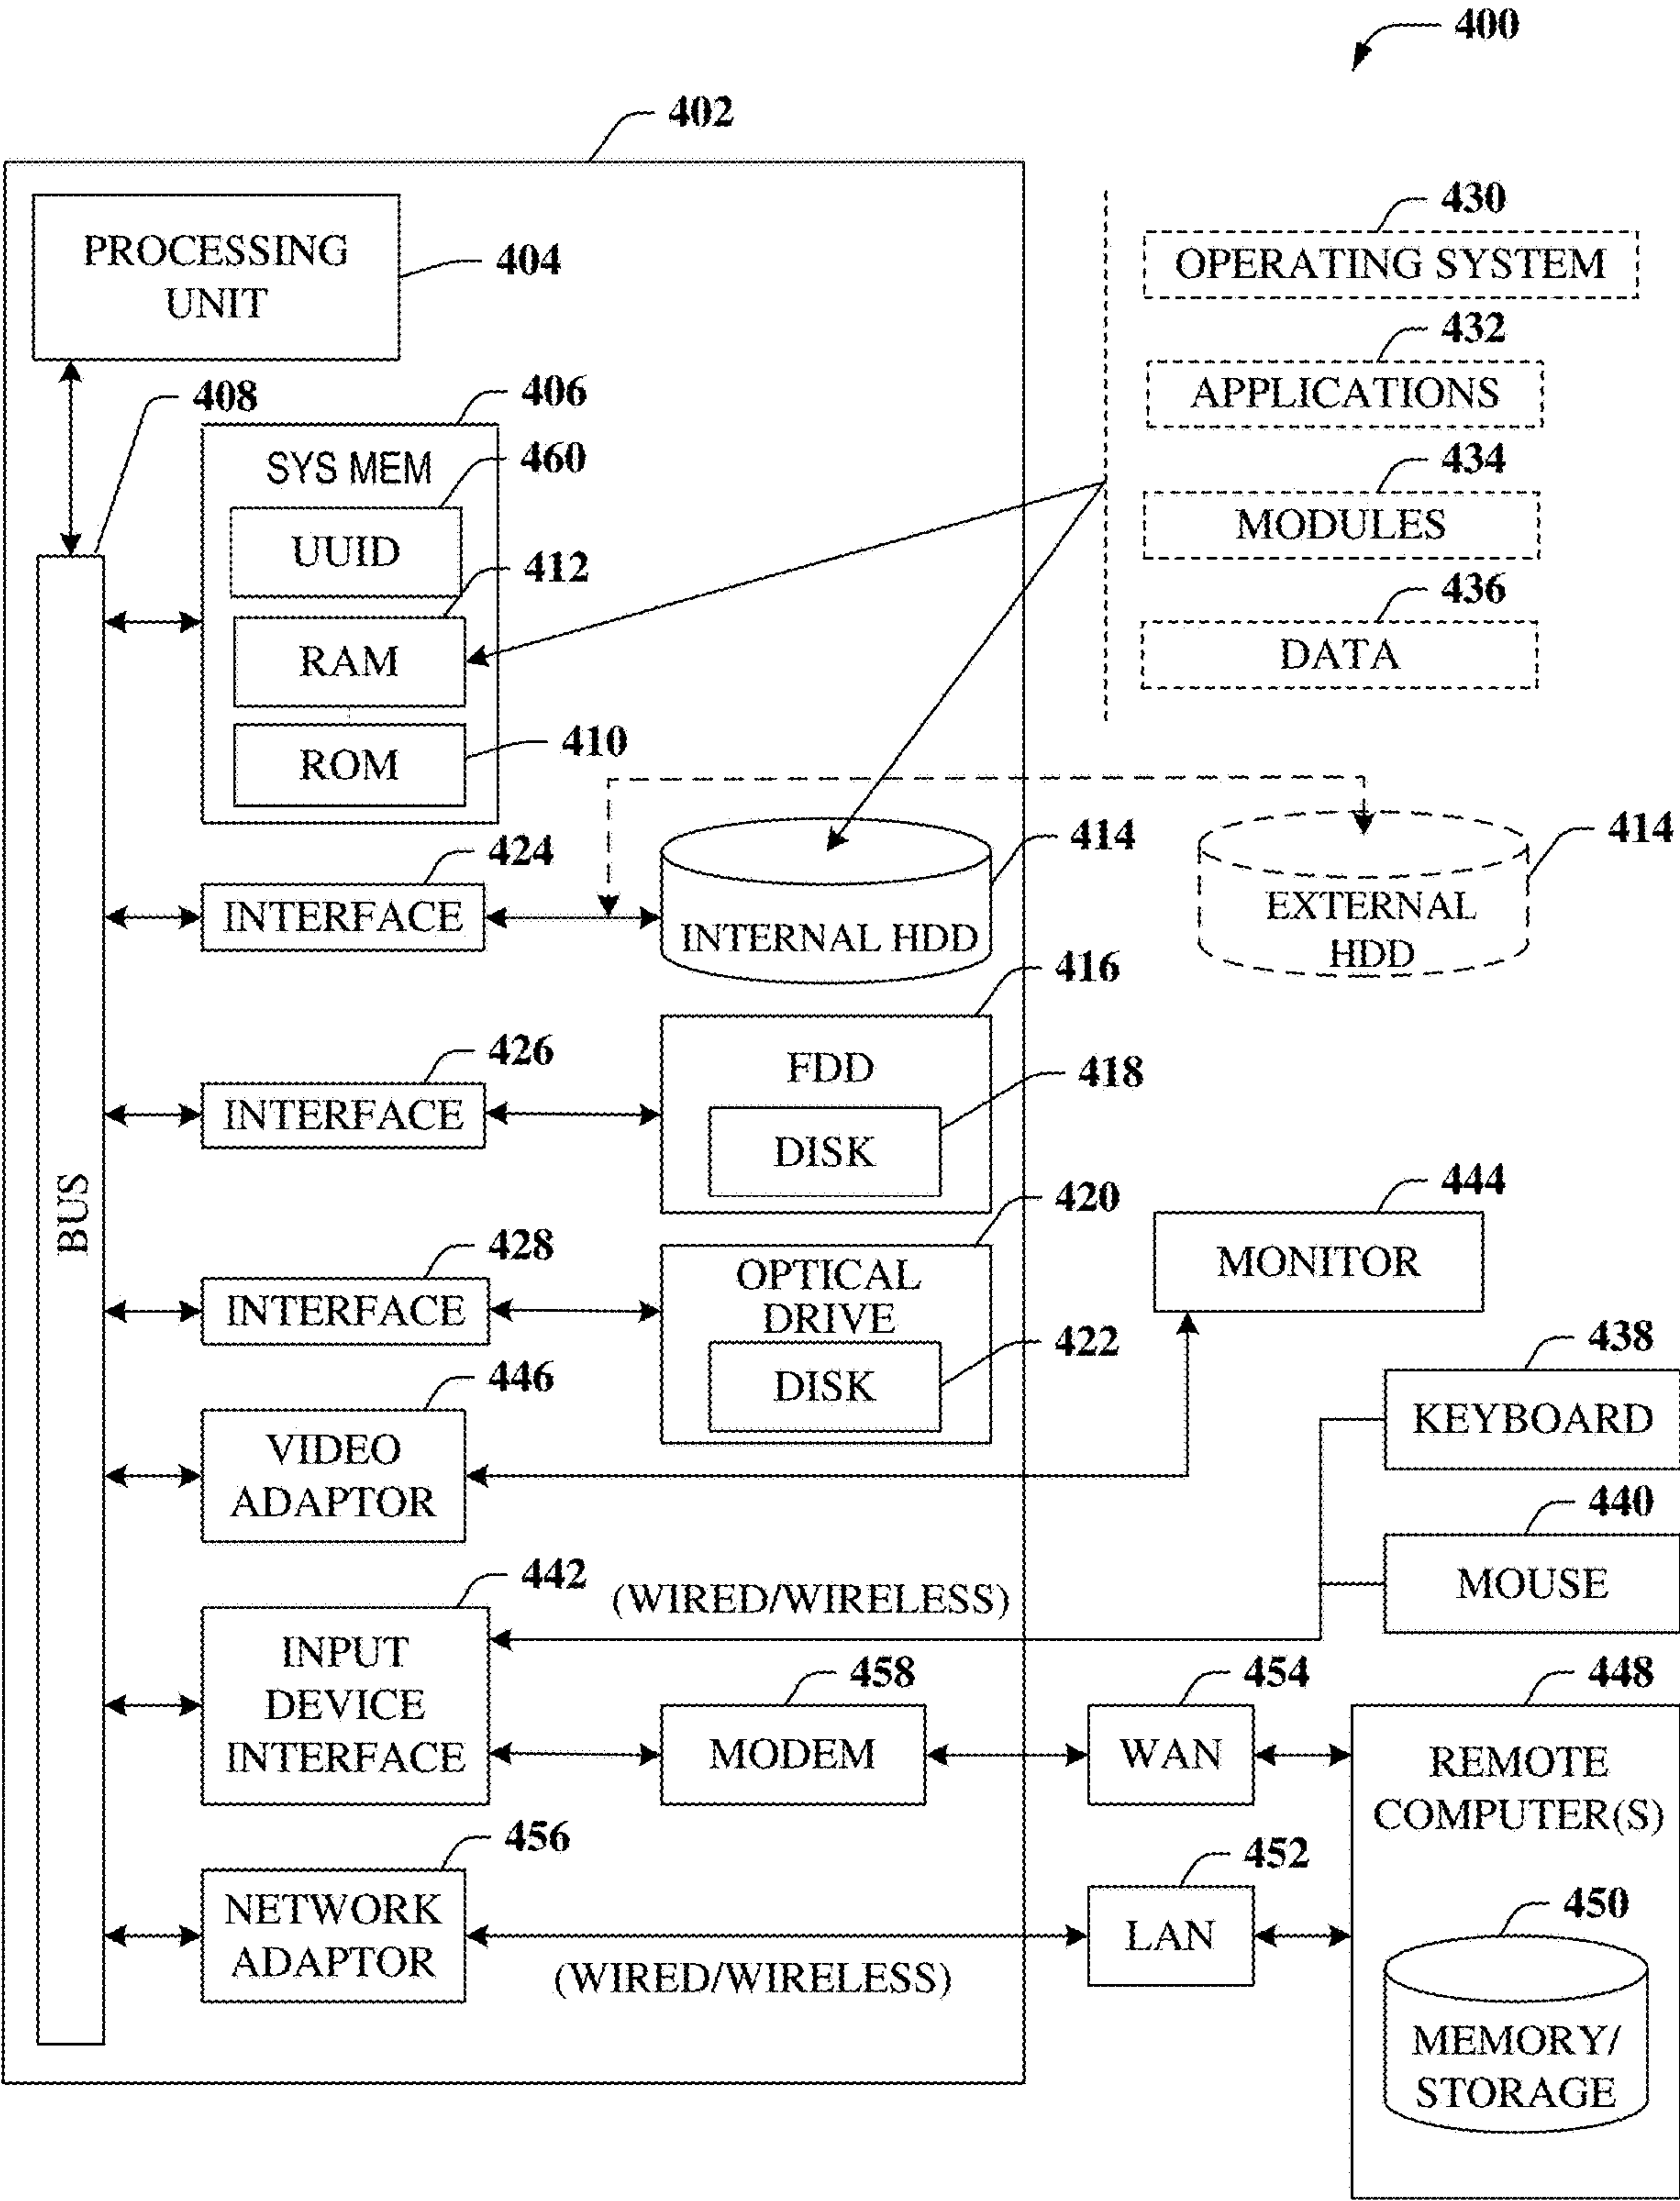 400
402
PROCESSING
UNIT
404
430
OPERATING SYSTEM
432
APPLICATIONS
434
MODULES
436
DATA
408
406
SYS MEM
460
UUID
412
RAM
410
ROM
BUS
424
INTERFACE
414
INTERNAL HDD
414
EXTERNAL
HDD
426
INTERFACE
416
FDD
418
DISK
428
INTERFACE
420
OPTICAL
DRIVE
422
DISK
444
MONITOR
446
VIDEO
ADAPTOR
438
KEYBOARD
440
MOUSE
442
INPUT
DEVICE
INTERFACE
(WIRED/WIRELESS)
458
MODEM
454
WAN
448
REMOTE
COMPUTER(S)
456
NETWORK
ADAPTOR
(WIRED/WIRELESS)
452
LAN
450
MEMORY/
STORAGE